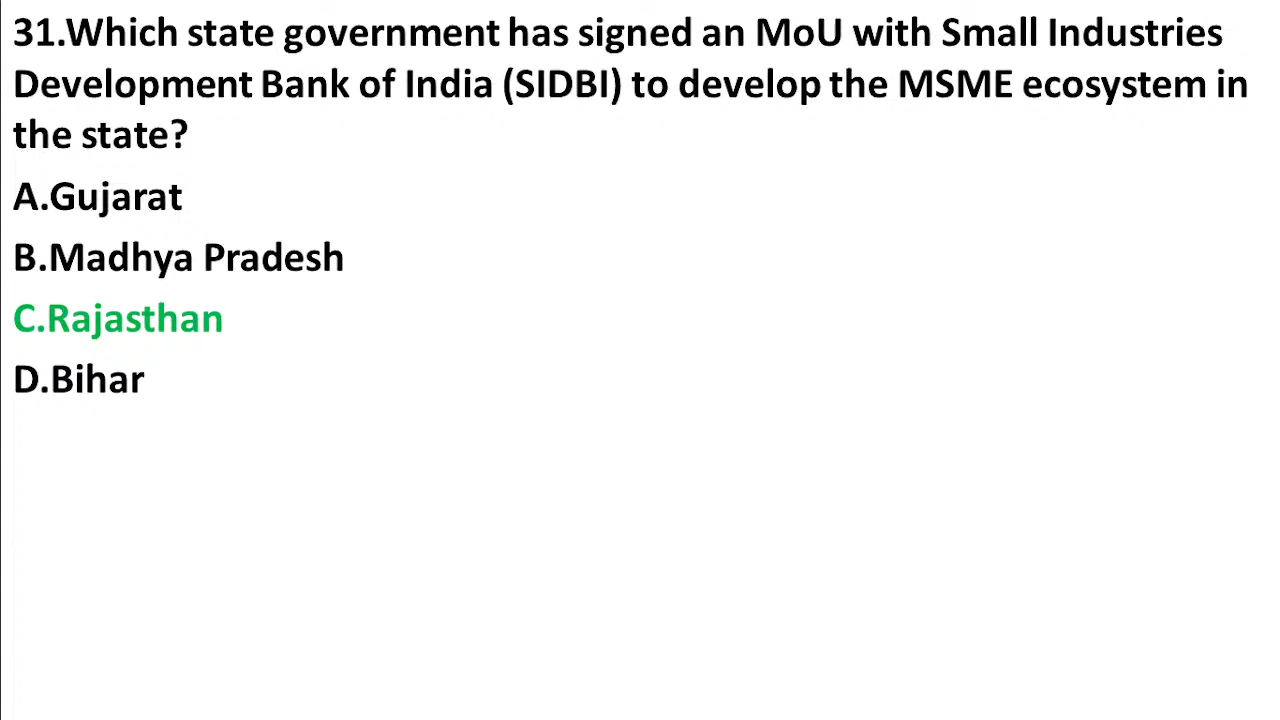 31.Which state government has signed an MoU with Small Industries
Development Bank of India (SIDBI) to develop the MSME ecosystem in
the state?
A.Gujarat
B.Madhya Pradesh
C.Rajasthan
D.Bihar